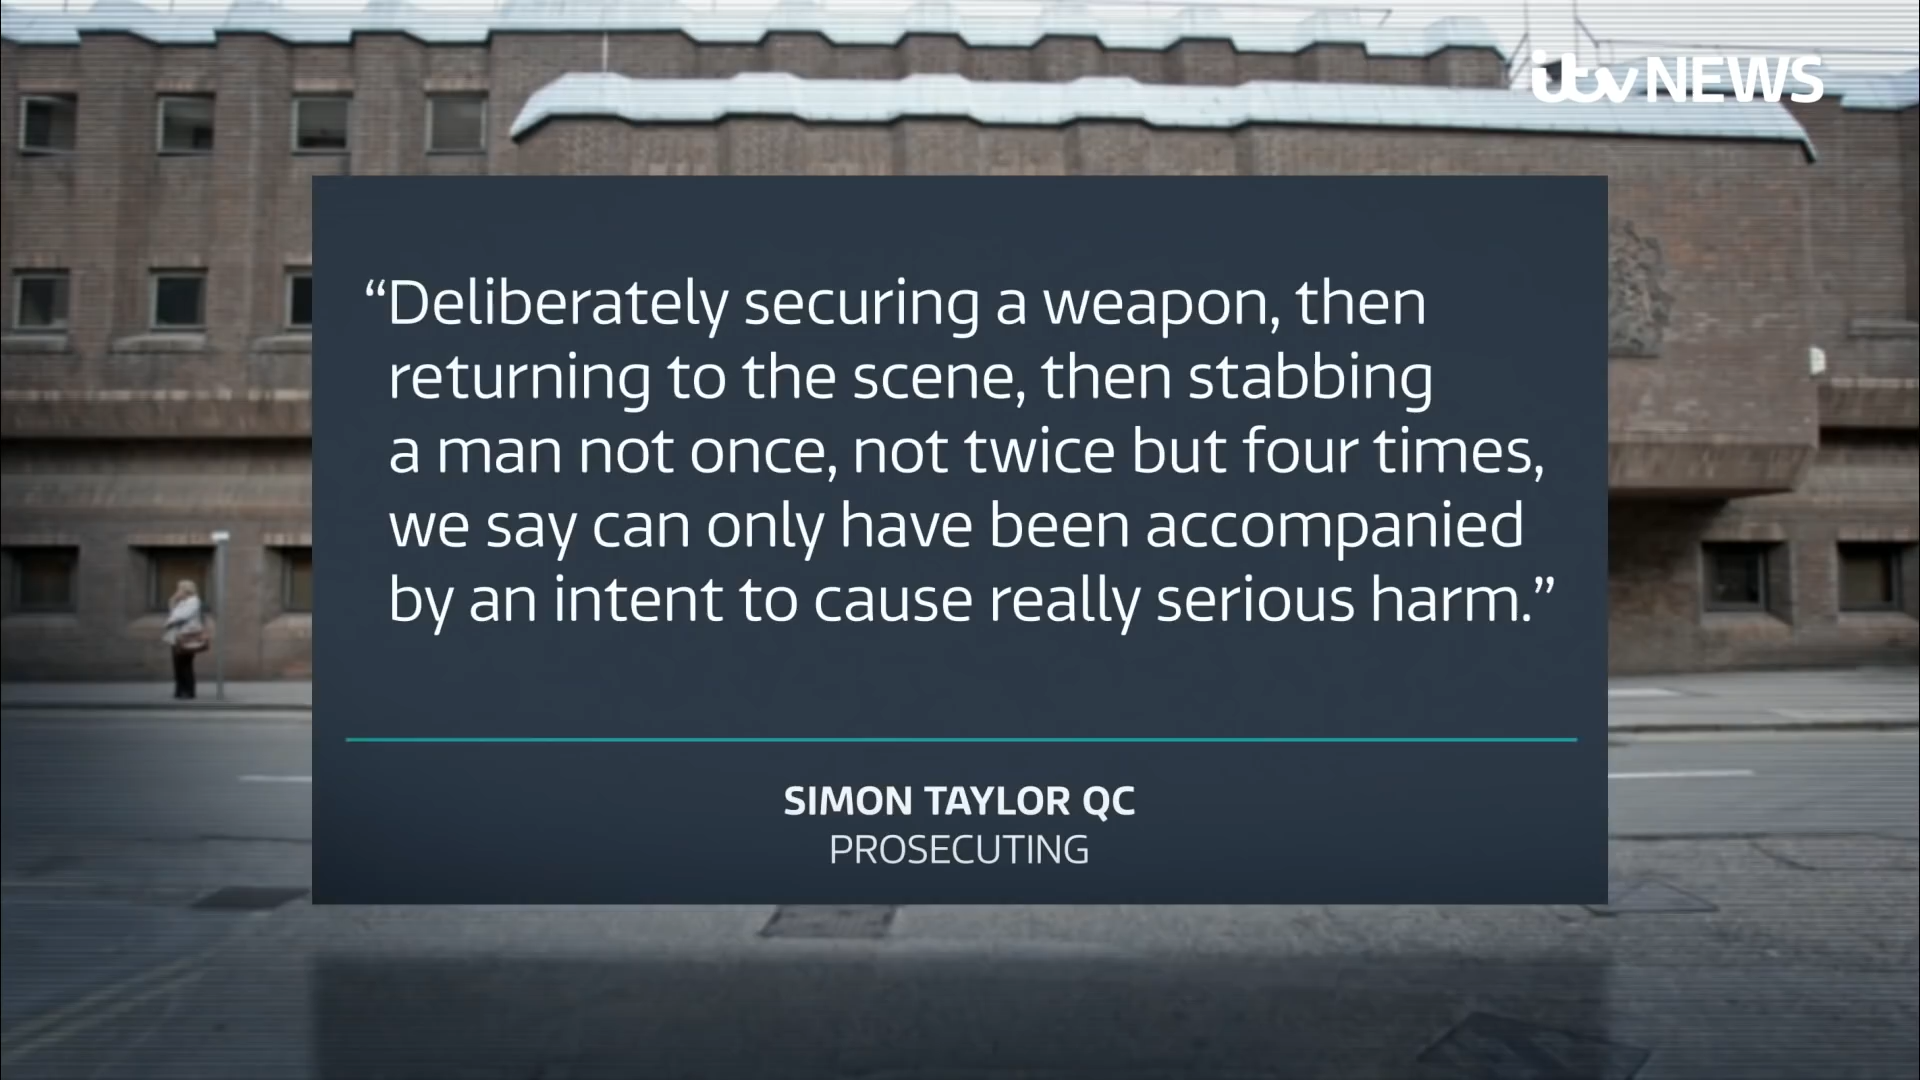 itv NEWS
“Deliberately securing a weapon, then
returning to the scene, then stabbing
a man not once, not twice but four times,
we say can only have been accompanied
by an intent to cause really serious harm.”
SIMON TAYLOR QC
PROSECUTING